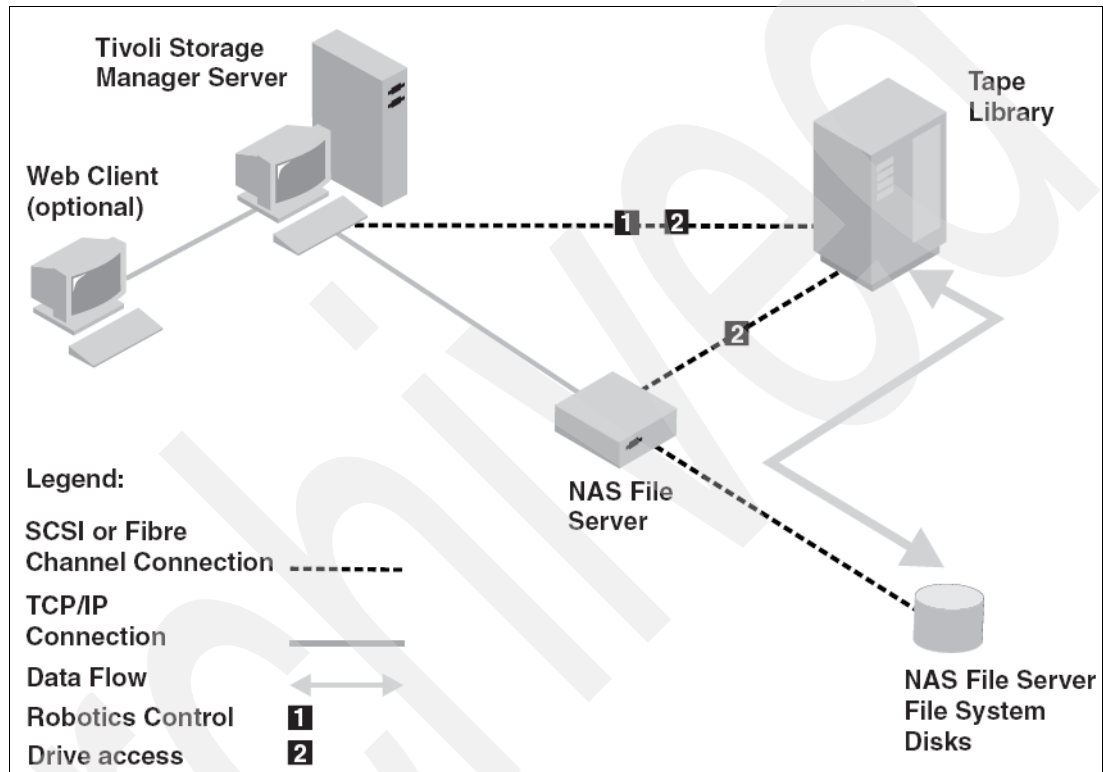 Tivoli Storage
Manager Server
Tape
Library
Web Client
(optional)
1 2
2
NAS File
Server
Legend:
SCSI or Fibre
Channel Connection
TCP/IP
Connection
Data Flow
Robotics Control 1
Drive access 2
NAS File Server
File System
Disks